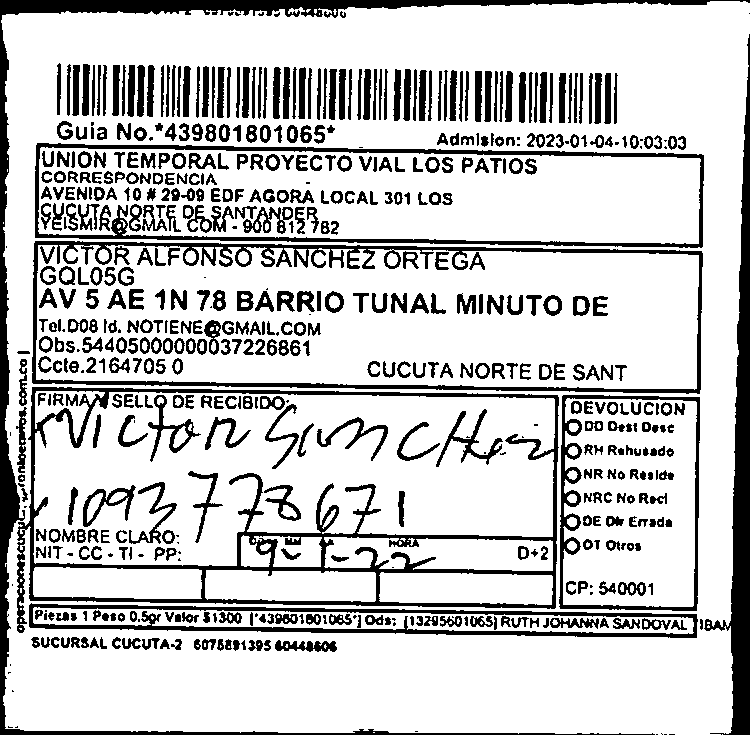 Guia No.*439801801065*
Admision: 2023-01-04-10:03:03
UNION TEMPORAL PROYECTO VIAL LOS PATIOS
CORRESPONDENCIA
AVENIDA 10 # 29-09 EDF AGORA LOCAL 301 LOS
CUCUTA NORTE DE SANTANDER
YEISMIR@GMAIL COM - 900 812 782
VICTOR ALFONSO SANCHEZ ORTEGA
GQL05G
AV 5 AE 1N 78 BARRIO TUNAL MINUTO DE
Tel.D08 Id. NOTIENE@GMAIL.COM
Obs.54405000000037226861
Ccte.2164705 0
CUCUTA NORTE DE SANT
FIRMA Y SELLO DE RECIBIDO:
Victor Sanchez
1093778671
NOMBRE CLARO:
NIT - CC - TI - PP:
DD MM AA HORA
9-1-22
D+2
DEVOLUCION
DD Dest Desc
RH Rehusado
NR No Reside
NRC No Recl
DE Dir Errada
OT Otros
CP: 540001
Piezas 1 Peso 0.5gr Valor $1300 [*439801801065*] Ods: [13295601065] RUTH JOHANNA SANDOVAL
SUCURSAL CUCUTA-2 6075891395 60448606